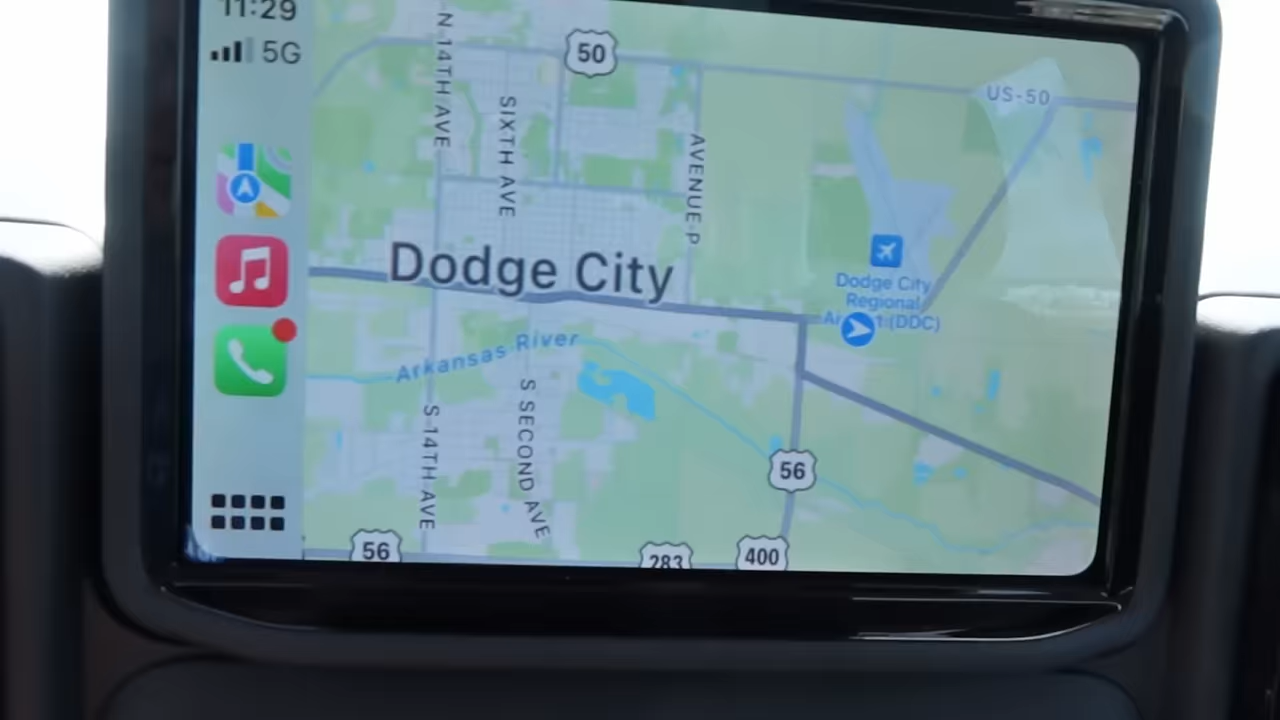 11:29
5G
50
US-50
N 14TH AVE
SIXTH AVE
AVENUE P
Dodge City
Dodge City
Regional
(DDC)
Arkansas River
S 14TH AVE
S SECOND AVE
56
56
283
400